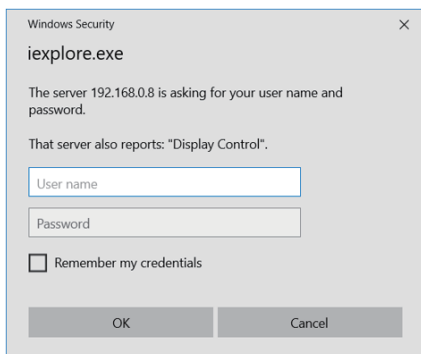 Windows Security
iexplore.exe
The server 192.168.0.8 is asking for your user name and
password.
That server also reports: "Display Control".
User name
Password
Remember my credentials
OK
Cancel